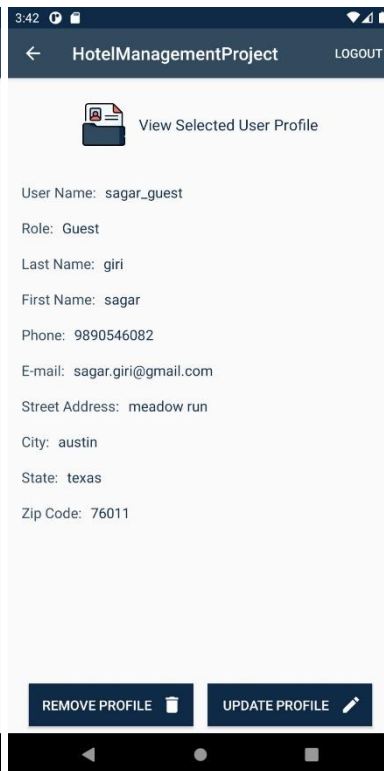 3:42
HotelManagementProject LOGOUT
View Selected User Profile
User Name: sagar_guest
Role: Guest
Last Name: giri
First Name: sagar
Phone: 9890546082
E-mail: sagar.giri@gmail.com
Street Address: meadow run
City: austin
State: texas
Zip Code: 76011
REMOVE PROFILE UPDATE PROFILE